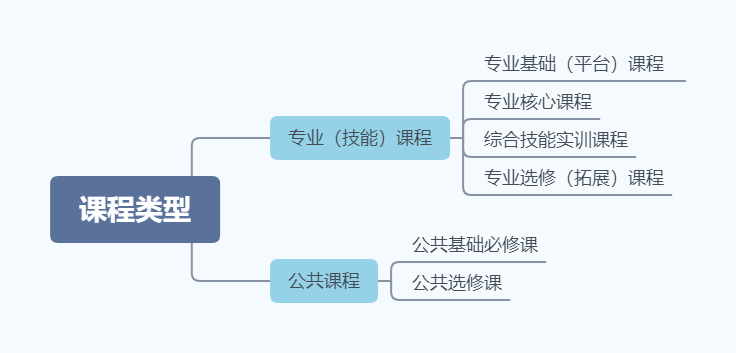 课程类型
专业（技能）课程
专业基础（平台）课程
专业核心课程
综合技能实训课程
专业选修（拓展）课程
公共课程
公共基础必修课
公共选修课